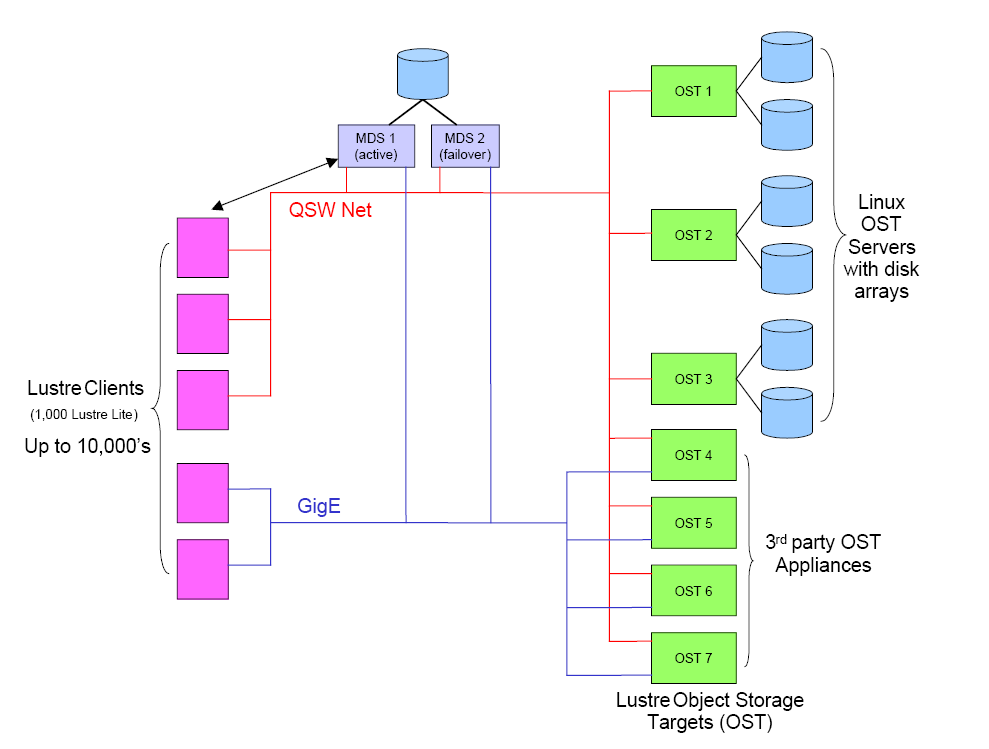 MDS 1
(active)
MDS 2
(failover)
QSW Net
OST 1
OST 2
OST 3
OST 4
OST 5
OST 6
OST 7
Linux
OST
Servers
with disk
arrays
Lustre Clients
(1,000 Lustre Lite)
Up to 10,000’s
GigE
3rd party OST
Appliances
Lustre Object Storage
Targets (OST)